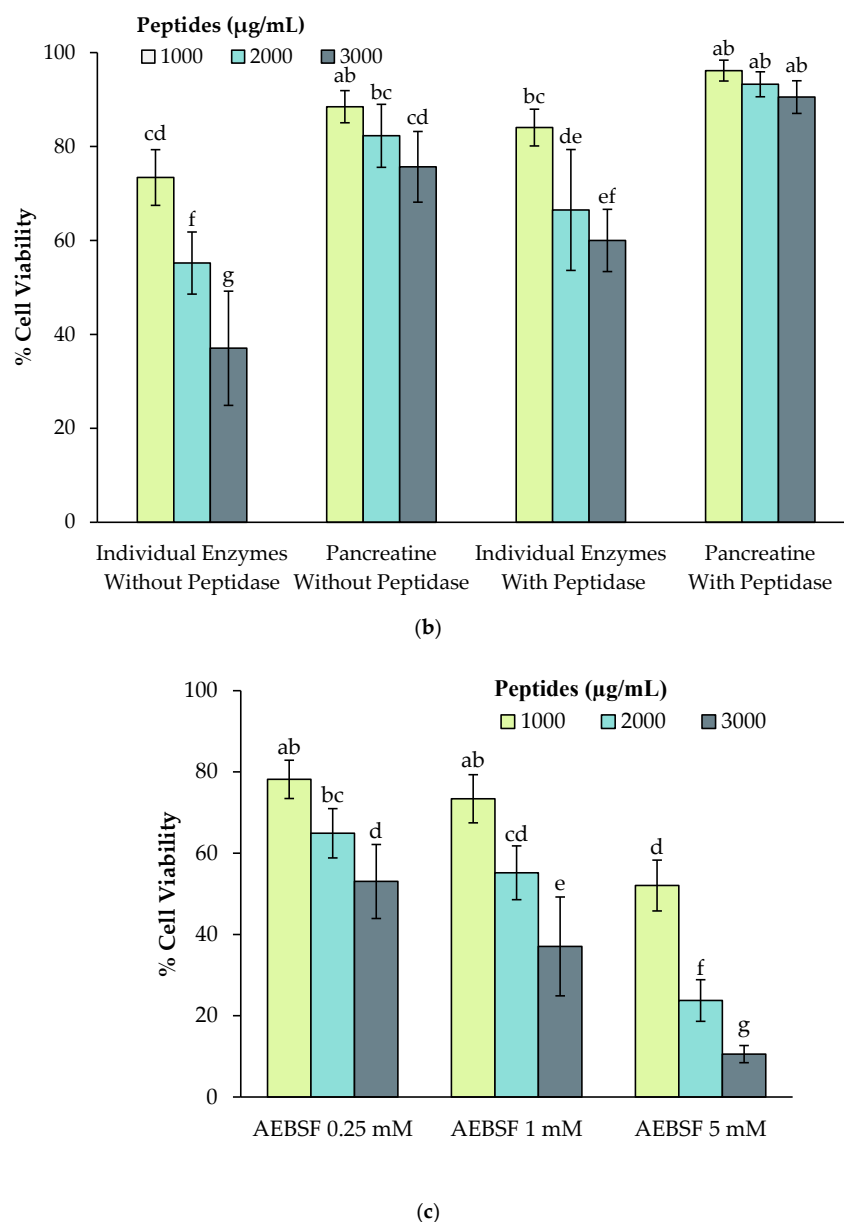 Peptides (µg/mL)
1000 2000 3000
% Cell Viability
100
80
60
40
20
0
cd
f
g
ab
bc
cd
bc
de
ef
ab
ab
ab
Individual Enzymes Without Peptidase
Pancreatine Without Peptidase
Individual Enzymes With Peptidase
Pancreatine With Peptidase
(b)
Peptides (µg/mL)
1000 2000 3000
% Cell Viability
100
80
60
40
20
0
ab
bc
d
ab
cd
e
d
f
g
AEBSF 0.25 mM AEBSF 1 mM AEBSF 5 mM
(c)